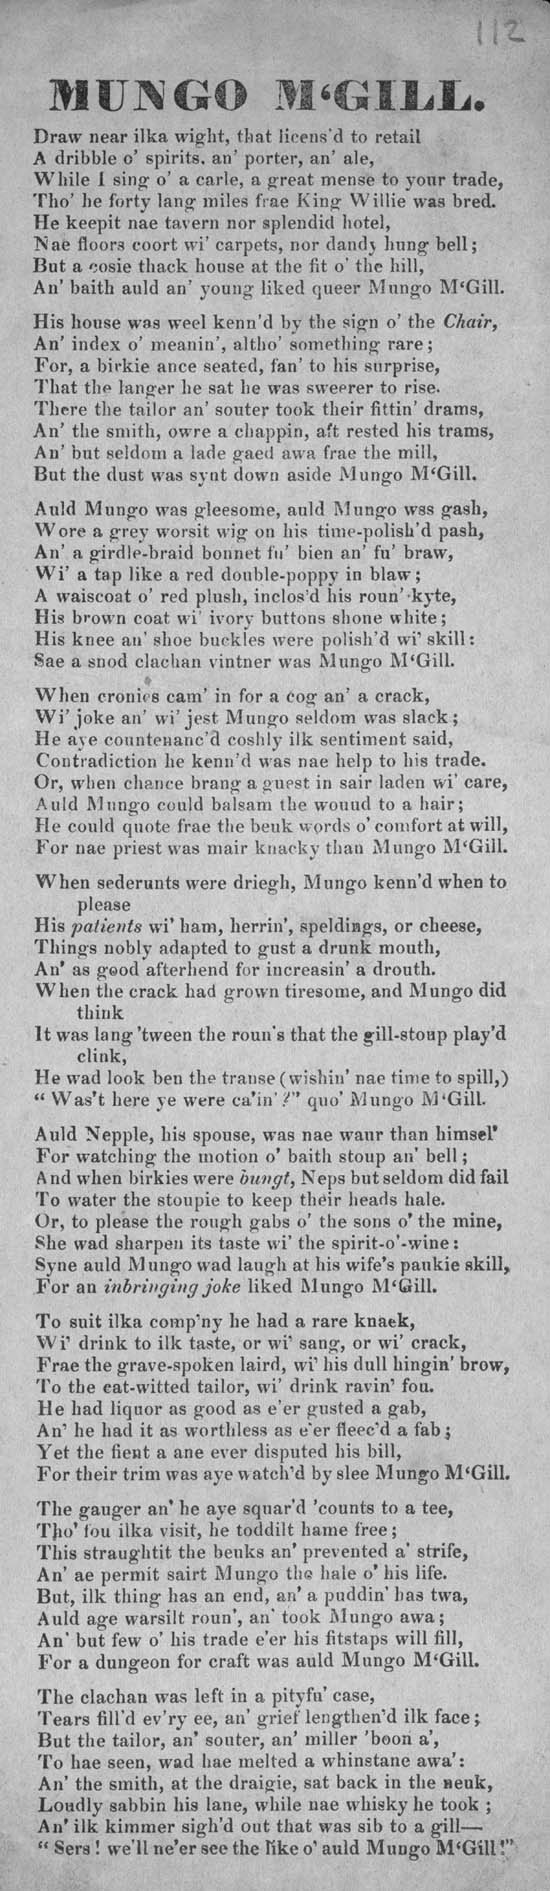 112
MUNGO M‘GILL.
Draw near ilka wight, that licens'd to retail
A dribble o' spirits. an' porter, an' ale,
While I sing o' a carle, a great mense to your trade,
Tho' he forty lang miles frae King Willie was bred.
He keepit nae tavern nor splendid hotel,
Nae floors coort wi' carpets, nor dandy hung bell;
But a cosie thack house at the fit o' the hill,
An' baith auld an' young liked queer Mungo M‘Gill.
His house was weel kenn'd by the sign o' the Chair,
An' index o' meanin', altho' something rare;
For, a birkie ance seated, fan' to his surprise,
That the langer he sat he was sweerer to rise.
There the tailor an' souter took their fittin' drams,
An' the smith, owre a chappin, aft rested his trams,
An' but seldom a lade gaed awa frae the mill,
But the dust was synt down aside Mungo M‘Gill.
Auld Mungo was gleesome, auld Mungo wss gash,
Wore a grey worsit wig on his time-polish'd pash,
An' a girdle-braid bonnet fu' bien an' fu' braw,
Wi' a tap like a red double-poppy in blaw;
A waiscoat o' red plush, inclos'd his roun' kyte,
His brown coat wi' ivory buttons shone white;
His knee an' shoe buckles were polish'd wi' skill:
Sae a snod clachan vintner was Mungo M‘Gill.
When cronies cam' in for a cog an' a crack,
Wi' joke an' wi' jest Mungo seldom was slack;
He aye countenanc'd coshly ilk sentiment said,
Contradiction he kenn'd was nae help to his trade.
Or, when chance brang a guest in sair laden wi' care,
Auld Mungo could balsam the wouud to a hair;
He could quote frae the beuk words o' comfort at will,
For nae priest was mair knacky than Mungo M‘Gill.
When sederunts were driegh, Mungo kenn'd when to
please
His patients wi' ham, herrin', speldings, or cheese,
Things nobly adapted to gust a drunk mouth,
An' as good afterhend for increasin' a drouth.
When the crack had grown tiresome, and Mungo did
think
It was lang 'tween the roun's that the gill-stoup play'd
clink,
He wad look ben the transe (wishin' nae time to spill,)
“ Was't here ye were ca'in'?” quo' Mungo M‘Gill.
Auld Nepple, his spouse, was nae waur than himsel'
For watching the motion o' baith stoup an' bell;
And when birkies were bungt, Neps but seldom did fail
To water the stoupie to keep their heads hale.
Or, to please the rough gabs o' the sons o' the mine,
She wad sharpen its taste wi' the spirit-o'-wine:
Syne auld Mungo wad laugh at his wife's paukie skill,
For an inbringing joke liked Mungo M‘Gill.
To suit ilka comp'ny he had a rare knack,
Wi' drink to ilk taste, or wi' sang, or wi' crack,
Frae the grave-spoken laird, wi' his dull hingin' brow,
To the cat-witted tailor, wi' drink ravin' fou.
He had liquor as good as e'er gusted a gab,
An' he had it as worthless as e'er fleec'd a fab;
Yet the fient a ane ever disputed his bill,
For their trim was aye watch'd by slee Mungo M‘Gill.
The gauger an' he aye squar'd 'counts to a tee,
Tho' fou ilka visit, he toddilt hame free;
This straughtit the beuks an' prevented a' strife,
An' ae permit sairt Mungo the hale o' his life.
But, ilk thing has an end, an' a puddin' has twa,
Auld age warsilt roun', an' took Mungo awa;
An' but few o' his trade e'er his fitstaps will fill,
For a dungeon for craft was auld Mungo M‘Gill.
The clachan was left in a pityfu' case,
Tears fill'd ev'ry ee, an' grief lengthen'd ilk face;
But the tailor, an' souter, an' miller 'boon a',
To hae seen, wad hae melted a whinstane awa':
An' the smith, at the draigie, sat back in the neuk,
Loudly sabbin his lane, while nae whisky he took;
An' ilk kimmer sigh'd out that was sib to a gill—
“ Sers! we'll ne'er see the like o' auld Mungo M‘Gill!”